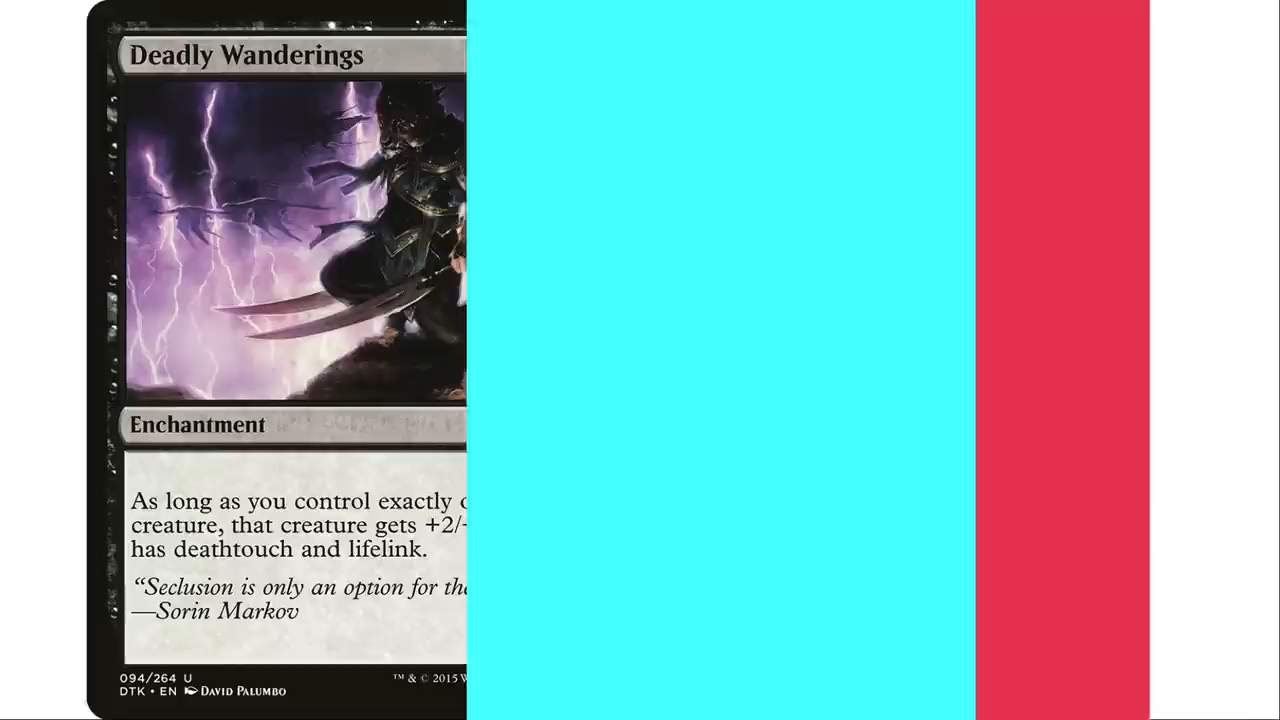 Deadly Wanderings
Enchantment
As long as you control exactly
creature, that creature gets +2/
has deathtouch and lifelink.
“Seclusion is only an option for
—Sorin Markov
094/264 U
™ & © 2015
DTK • EN David Palumbo